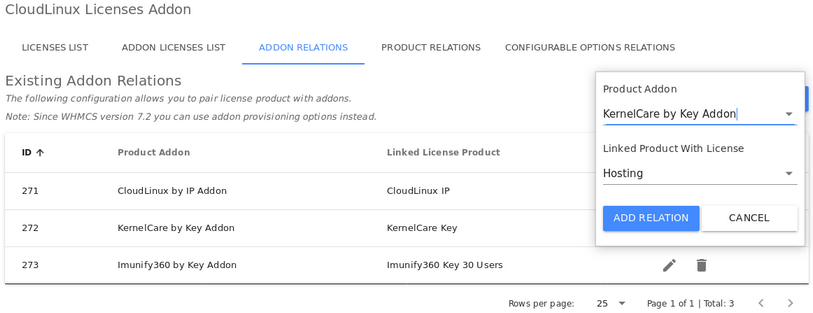 CloudLinux Licenses Addon
LICENSES LIST
ADDON LICENSES LIST
ADDON RELATIONS
PRODUCT RELATIONS
CONFIGURABLE OPTIONS RELATIONS
Existing Addon Relations
The following configuration allows you to pair license product with addons.
Note: Since WHMCS version 7.2 you can use addon provisioning options instead.
Product Addon
KernelCare by Key Addon
Linked Product With License
Hosting
ADD RELATION
CANCEL
ID Product Addon Linked License Product
271 CloudLinux by IP Addon CloudLinux IP
272 KernelCare by Key Addon KernelCare Key
273 Imunify360 by Key Addon Imunify360 Key 30 Users
Rows per page: 25 Page 1 of 1 | Total: 3